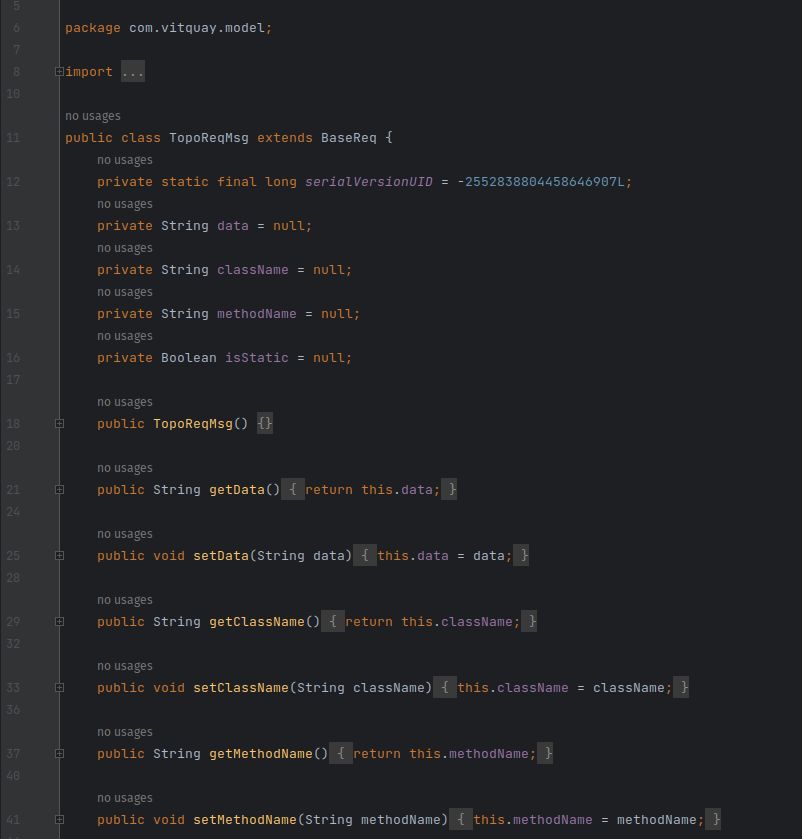 5
6 package com.vitquay.model;
7
8 import ...
10
no usages
11 public class TopoReqMsg extends BaseReq {
no usages
12 private static final long serialVersionUID = -2552838804458646907L;
no usages
13 private String data = null;
no usages
14 private String className = null;
no usages
15 private String methodName = null;
no usages
16 private Boolean isStatic = null;
17
no usages
18 public TopoReqMsg() {}
20
no usages
21 public String getData() { return this.data; }
24
no usages
25 public void setData(String data) { this.data = data; }
28
no usages
29 public String getClassName() { return this.className; }
32
no usages
33 public void setClassName(String className) { this.className = className; }
36
no usages
37 public String getMethodName() { return this.methodName; }
40
no usages
41 public void setMethodName(String methodName) { this.methodName = methodName; }